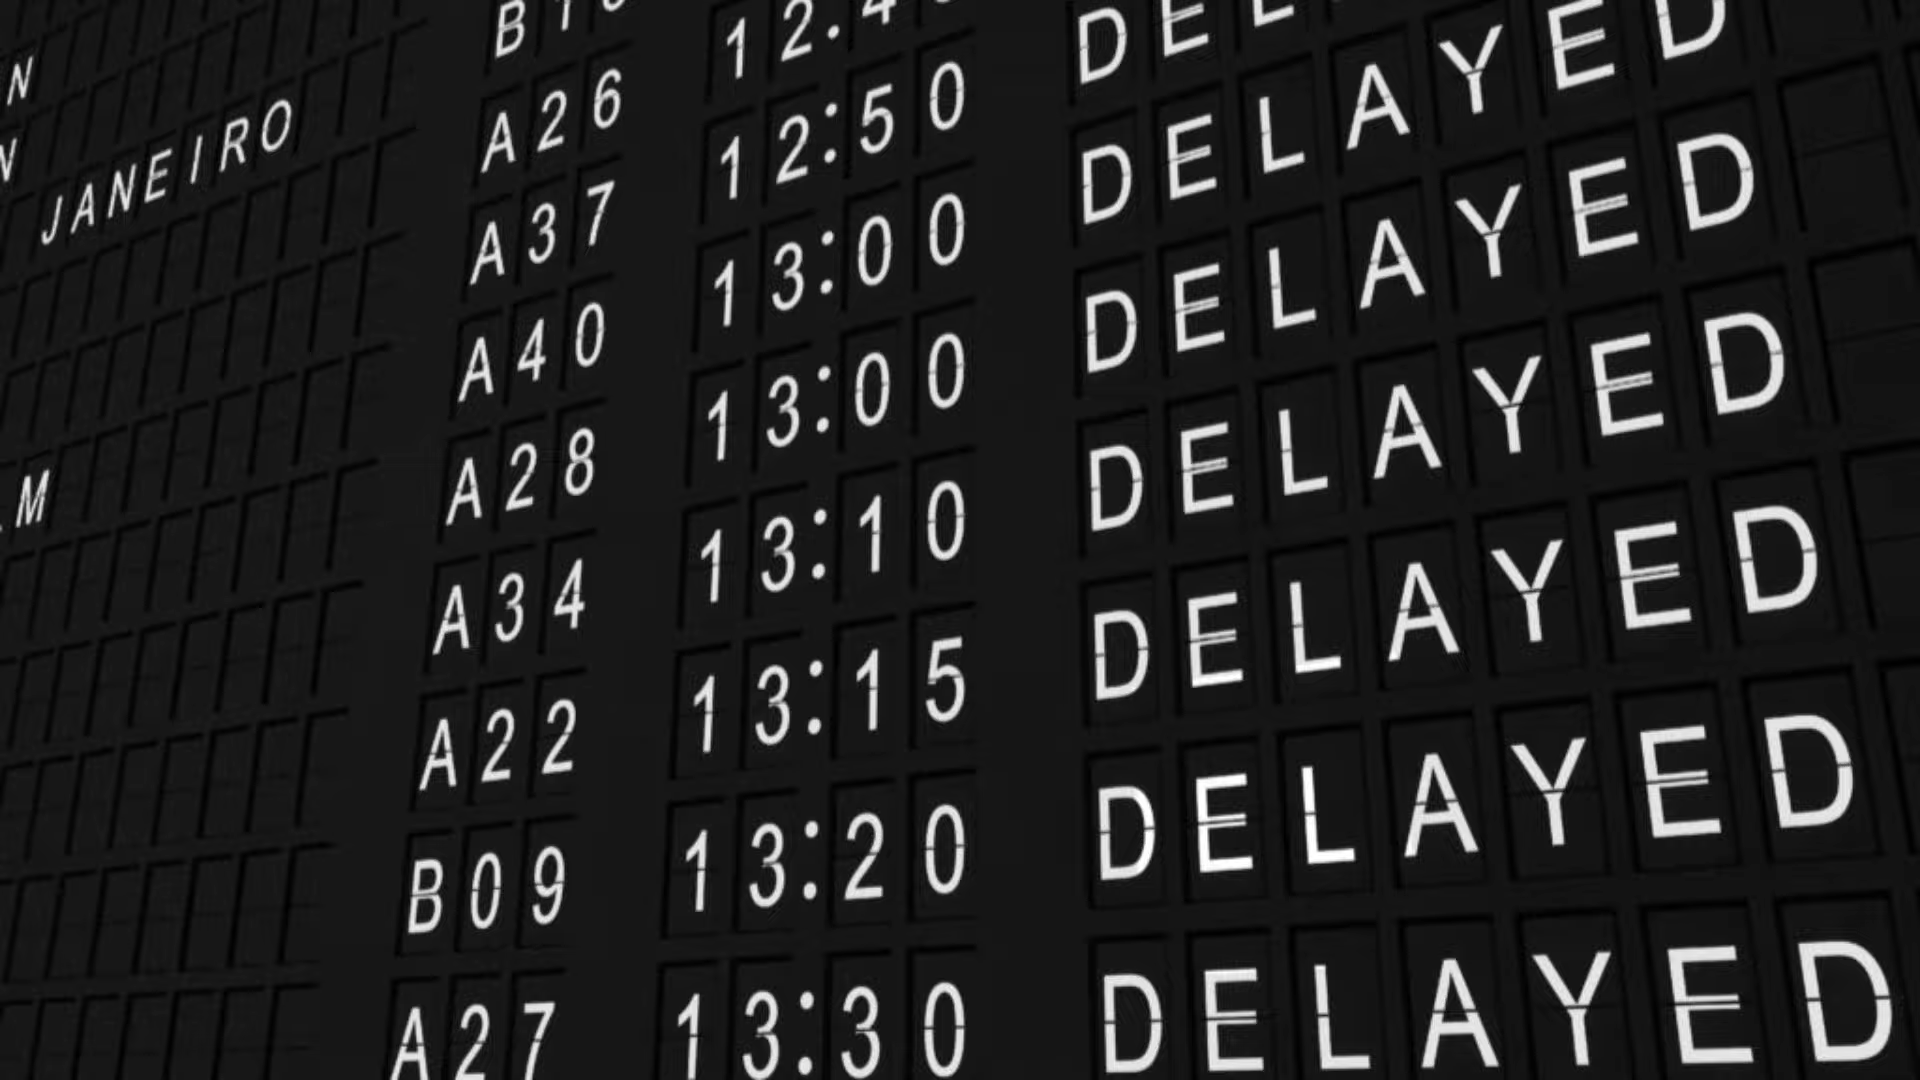 JANEIRO
A26
A37 12:50
A40 13:00 DELAYED
A28 13:00 DELAYED
A34 13:10 DELAYED
A22 13:15 DELAYED
B09 13:20 DELAYED
A27 13:30 DELAYED
DELAYED